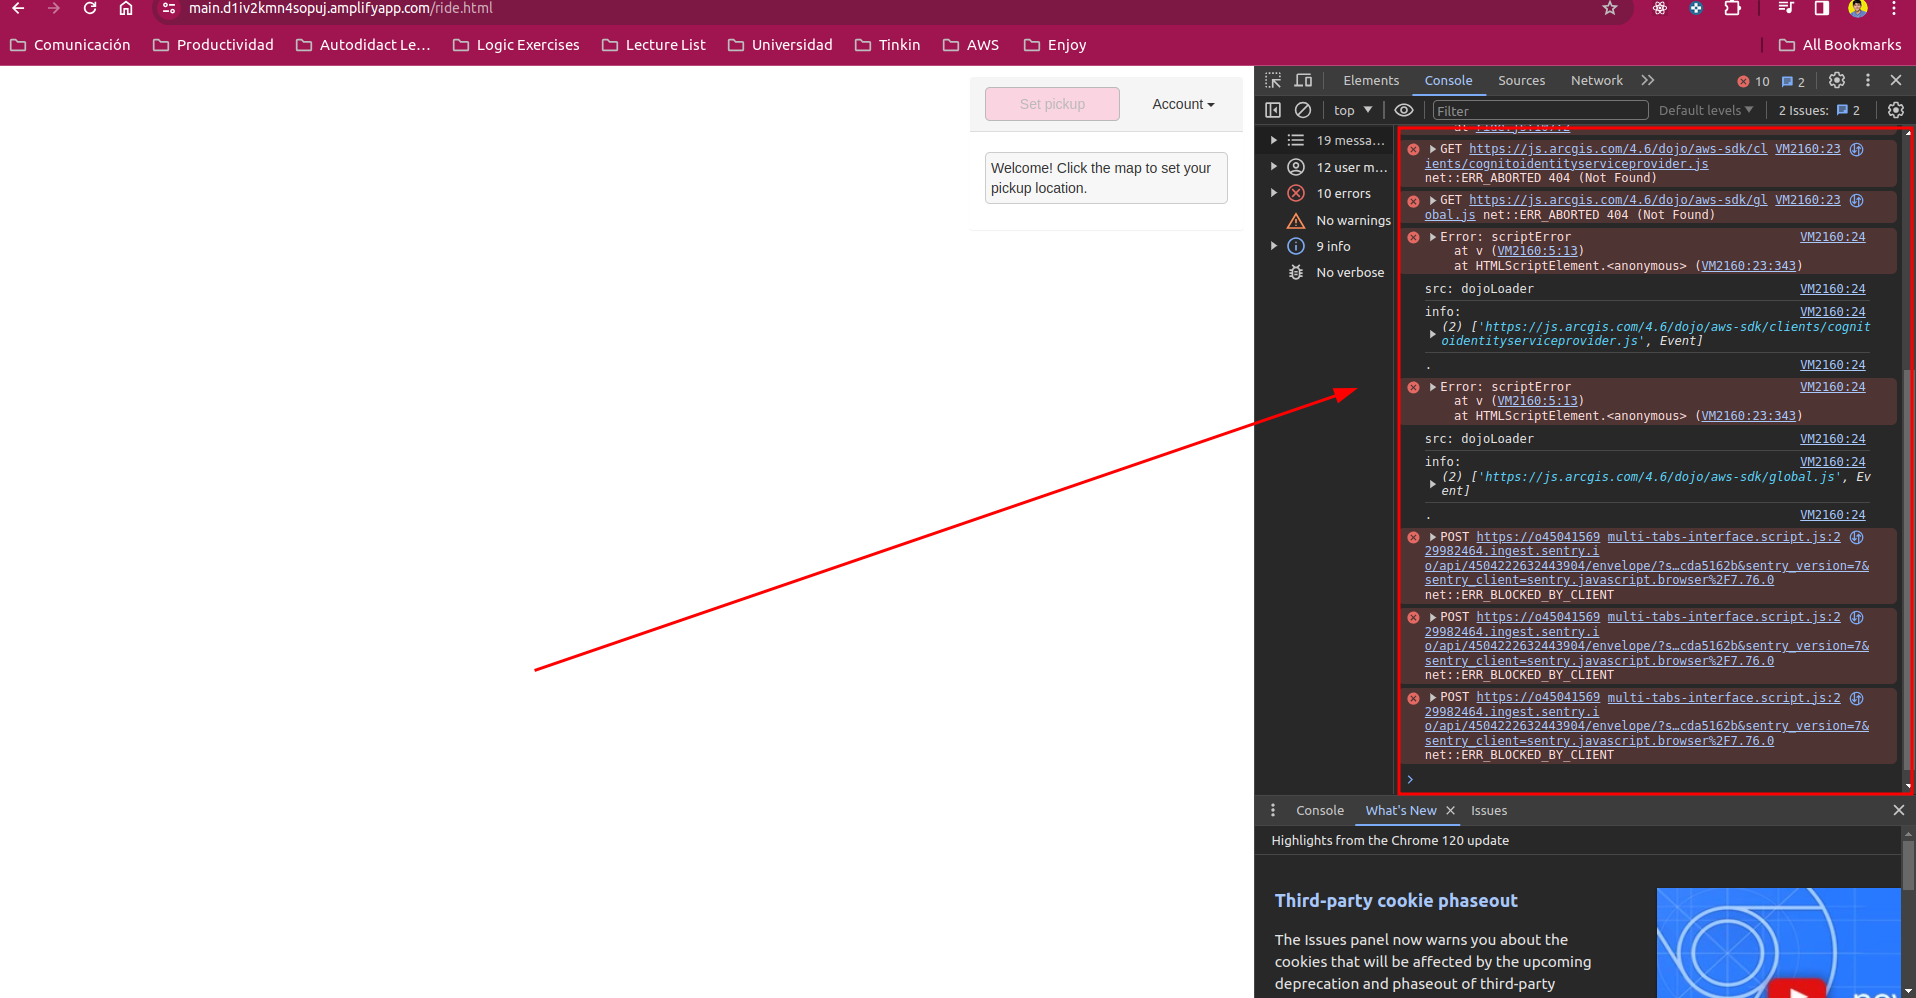 main.d1iv2kmn4sopuj.amplifyapp.com/ride.html
Comunicación
Productividad
Autodidact Le...
Logic Exercises
Lecture List
Universidad
Tinkin
AWS
Enjoy
All Bookmarks
Set pickup
Account
Welcome! Click the map to set your
pickup location.
Elements
Console
Sources
Network
10
2
top
Filter
Default levels
2 Issues:
2
19 messa...
12 user m...
10 errors
No warnings
9 info
No verbose
at ride.js:107:2
GET https://js.arcgis.com/4.6/dojo/aws-sdk/cl VM2160:23
ients/cognitoidentityserviceprovider.js
net::ERR_ABORTED 404 (Not Found)
GET https://js.arcgis.com/4.6/dojo/aws-sdk/gl VM2160:23
obal.js net::ERR_ABORTED 404 (Not Found)
Error: scriptError VM2160:24
at v (VM2160:5:13)
at HTMLScriptElement.<anonymous> (VM2160:23:343)
src: dojoLoader VM2160:24
info: VM2160:24
(2) ['https://js.arcgis.com/4.6/dojo/aws-sdk/clients/cognit
oidentityserviceprovider.js', Event]
. VM2160:24
Error: scriptError VM2160:24
at v (VM2160:5:13)
at HTMLScriptElement.<anonymous> (VM2160:23:343)
src: dojoLoader VM2160:24
info: VM2160:24
(2) ['https://js.arcgis.com/4.6/dojo/aws-sdk/global.js', Ev
ent]
. VM2160:24
POST https://o45041569 multi-tabs-interface.script.js:2
29982464.ingest.sentry.i
o/api/4504222632443904/envelope/?s…cda5162b&sentry_version=7&
sentry_client=sentry.javascript.browser%2F7.76.0
net::ERR_BLOCKED_BY_CLIENT
POST https://o45041569 multi-tabs-interface.script.js:2
29982464.ingest.sentry.i
o/api/4504222632443904/envelope/?s…cda5162b&sentry_version=7&
sentry_client=sentry.javascript.browser%2F7.76.0
net::ERR_BLOCKED_BY_CLIENT
POST https://o45041569 multi-tabs-interface.script.js:2
29982464.ingest.sentry.i
o/api/4504222632443904/envelope/?s…cda5162b&sentry_version=7&
sentry_client=sentry.javascript.browser%2F7.76.0
net::ERR_BLOCKED_BY_CLIENT
Console
What's New
Issues
Highlights from the Chrome 120 update
Third-party cookie phaseout
The Issues panel now warns you about the
cookies that will be affected by the upcoming
deprecation and phaseout of third-party